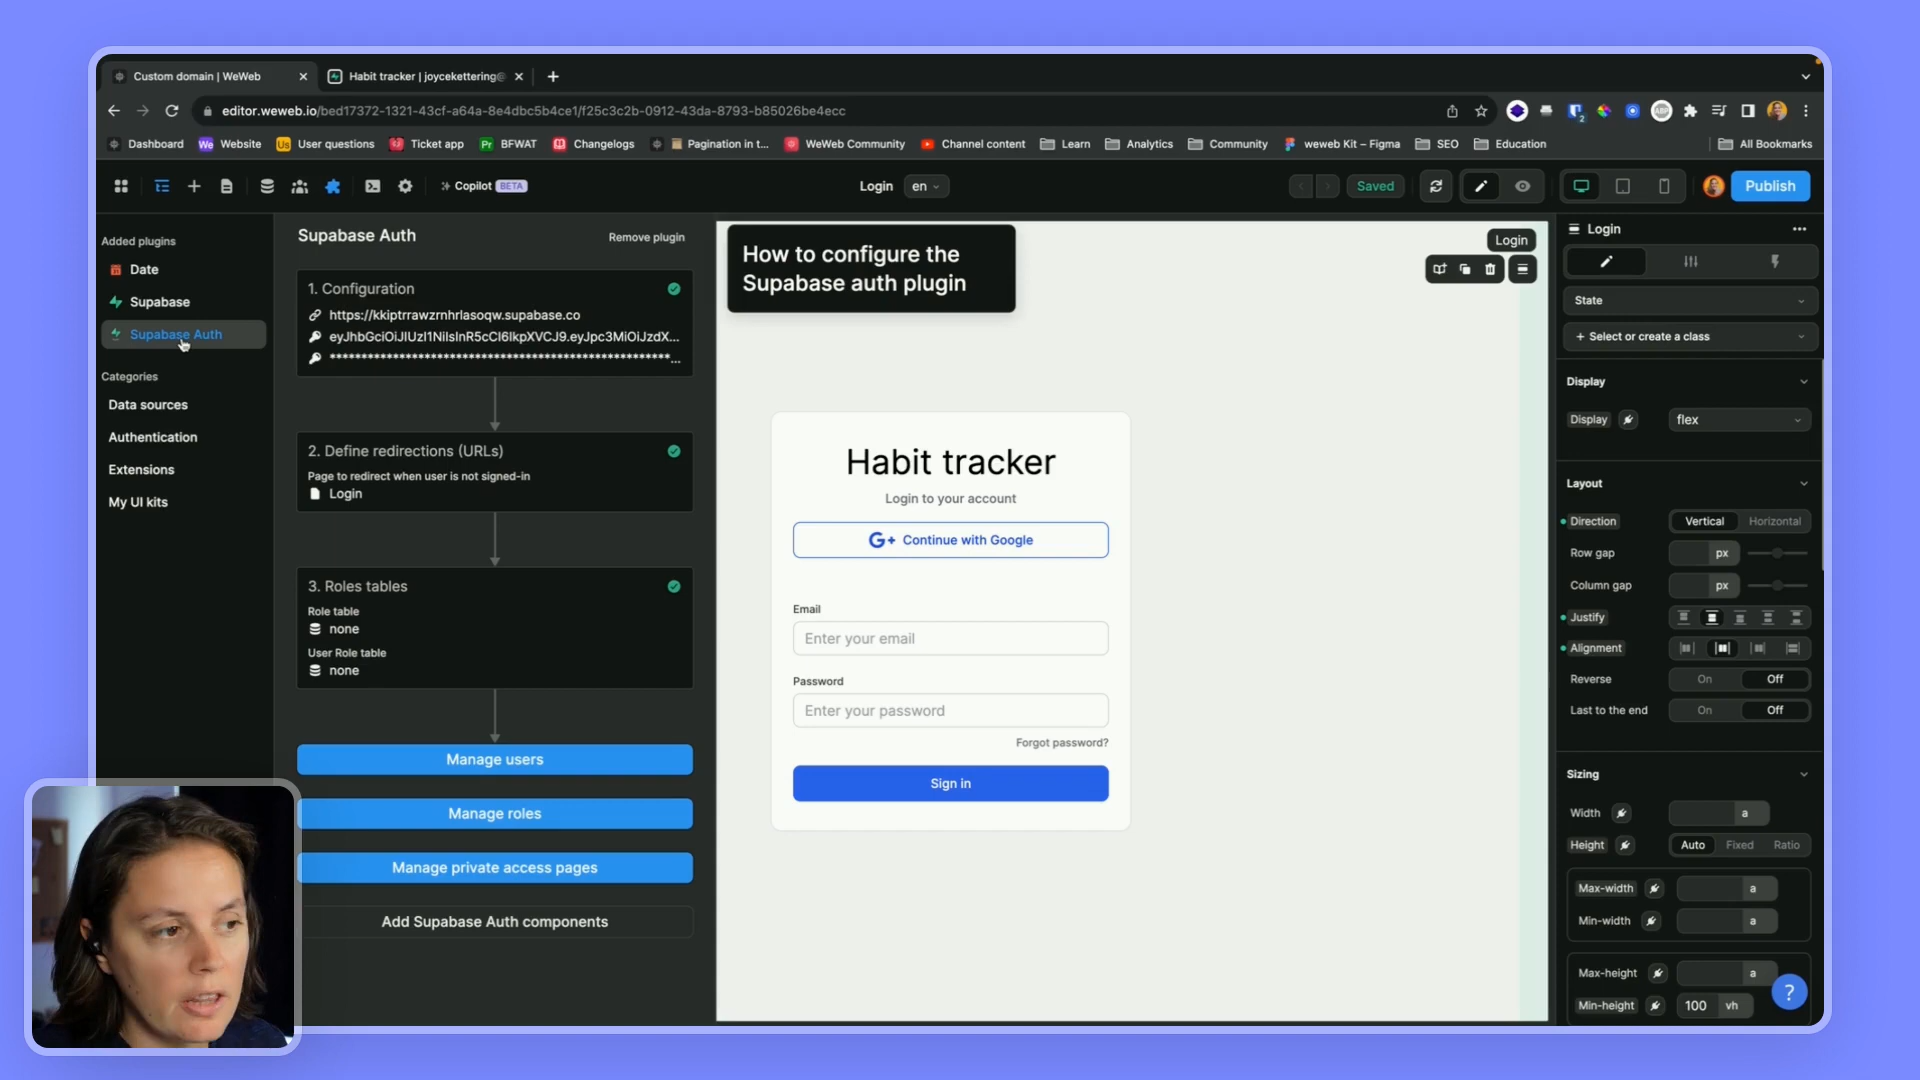 Custom domain | WeWeb
Habit tracker | joycekettering@
editor.weweb.io/bed17372-1321-43cf-a64a-8e4dbc5b4ce1/f25c3c2b-0912-43da-8793-b85026be4ecc
Dashboard
We Website
Us User questions
Ticket app
Pr BFWAT
Changelogs
Pagination in t...
WeWeb Community
Channel content
Learn
Analytics
Community
weweb Kit – Figma
SEO
Education
All Bookmarks
Copilot BETA
Login
en
Saved
Publish
Added plugins
Date
Supabase
Supabase Auth
Categories
Data sources
Authentication
Extensions
My UI kits
Supabase Auth
Remove plugin
1. Configuration
https://kkiptrrawzrnhrlasoqw.supabase.co
eyJhbGciOiJIUzI1NiIsInR5cCI6IkpXVCJ9.eyJpc3MiOiJzdX...
**************************************************...
2. Define redirections (URLs)
Page to redirect when user is not signed-in
Login
3. Roles tables
Role table
none
User Role table
none
Manage users
Manage roles
Manage private access pages
Add Supabase Auth components
How to configure the
Supabase auth plugin
Login
Habit tracker
Login to your account
G+ Continue with Google
Email
Enter your email
Password
Enter your password
Forgot password?
Sign in
Login
State
+ Select or create a class
Display
Display
flex
Layout
Direction
Vertical
Horizontal
Row gap
px
Column gap
px
Justify
Alignment
Reverse
On
Off
Last to the end
On
Off
Sizing
Width
a
Height
Auto
Fixed
Ratio
Max-width
a
Min-width
a
Max-height
a
Min-height
100
vh
?